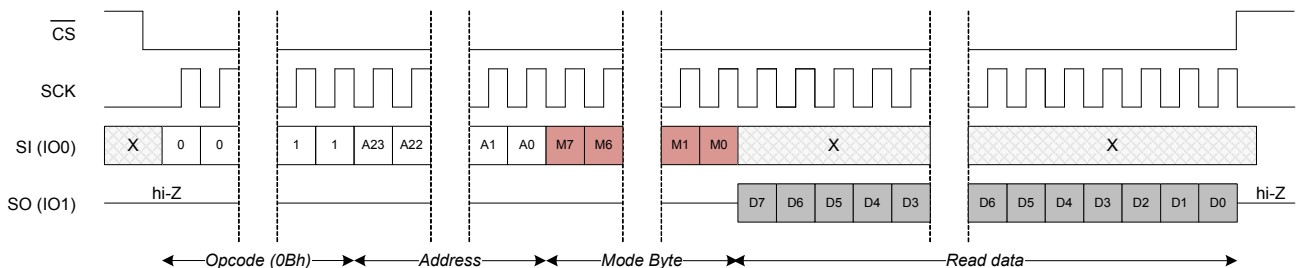 CS
SCK
SI (IO0) X 0 0 1 1 A23 A22 A1 A0 M7 M6 M1 M0 X X
hi-Z hi-Z
SO (IO1) D7 D6 D5 D4 D3 D6 D5 D4 D3 D2 D1 D0
Opcode (0Bh) Address Mode Byte Read data